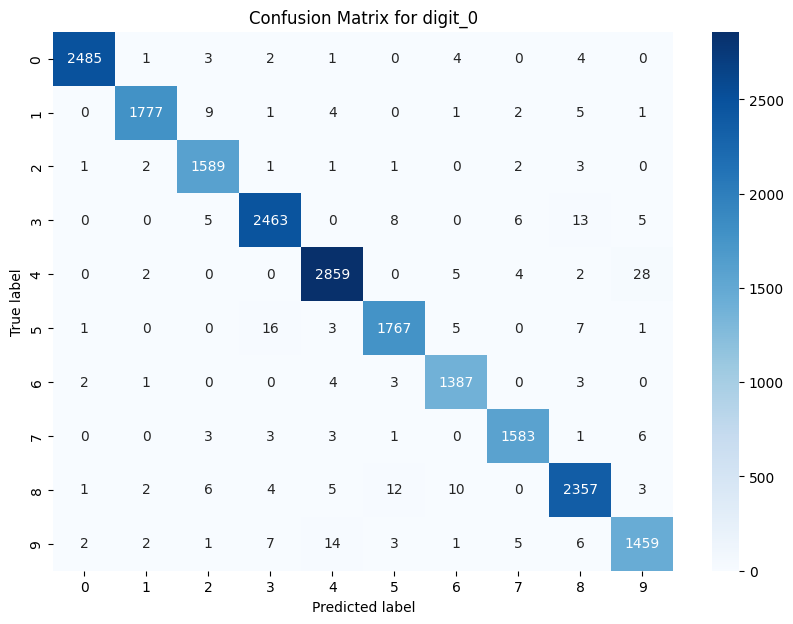 Confusion Matrix for digit_0
0 2485 1 3 2 1 0 4 0 4 0
1 0 1777 9 1 4 0 1 2 5 1
2 1 2 1589 1 1 1 0 2 3 0
3 0 0 5 2463 0 8 0 6 13 5
4 0 2 0 0 2859 0 5 4 2 28
5 1 0 0 16 3 1767 5 0 7 1
6 2 1 0 0 4 3 1387 0 3 0
7 0 0 3 3 3 1 0 1583 1 6
8 1 2 6 4 5 12 10 0 2357 3
9 2 2 1 7 14 3 1 5 6 1459
0 1 2 3 4 5 6 7 8 9
Predicted label
True label
2500
2000
1500
1000
500
0